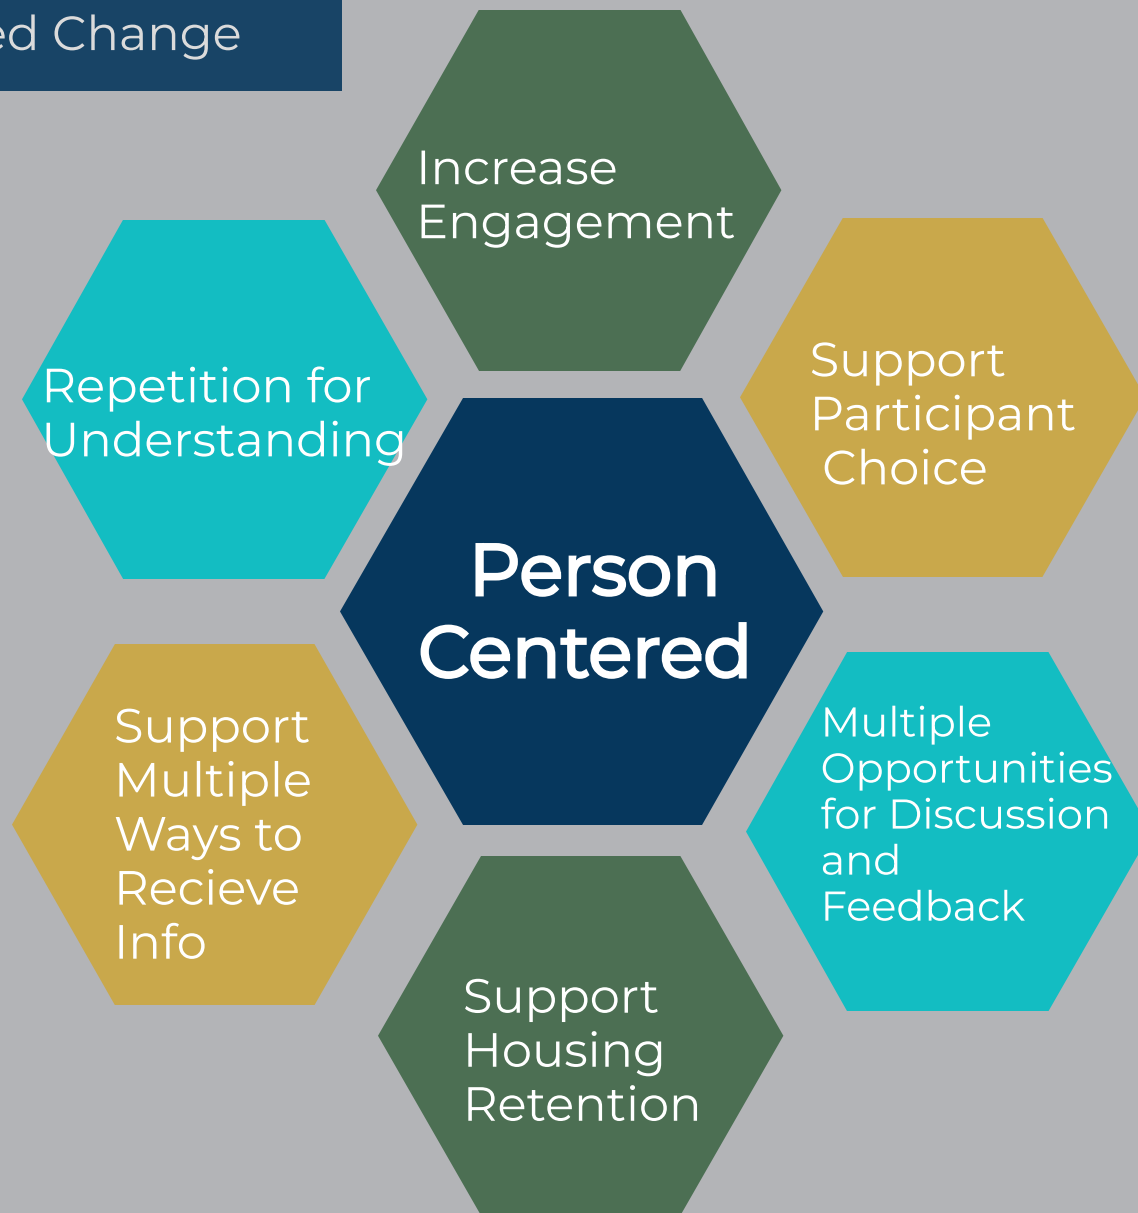 ed Change
Increase
Engagement
Repetition for
Understanding
Support
Participant
Choice
Person
Centered
Support
Multiple
Ways to
Recieve
Info
Multiple
Opportunities
for Discussion
and
Feedback
Support
Housing
Retention